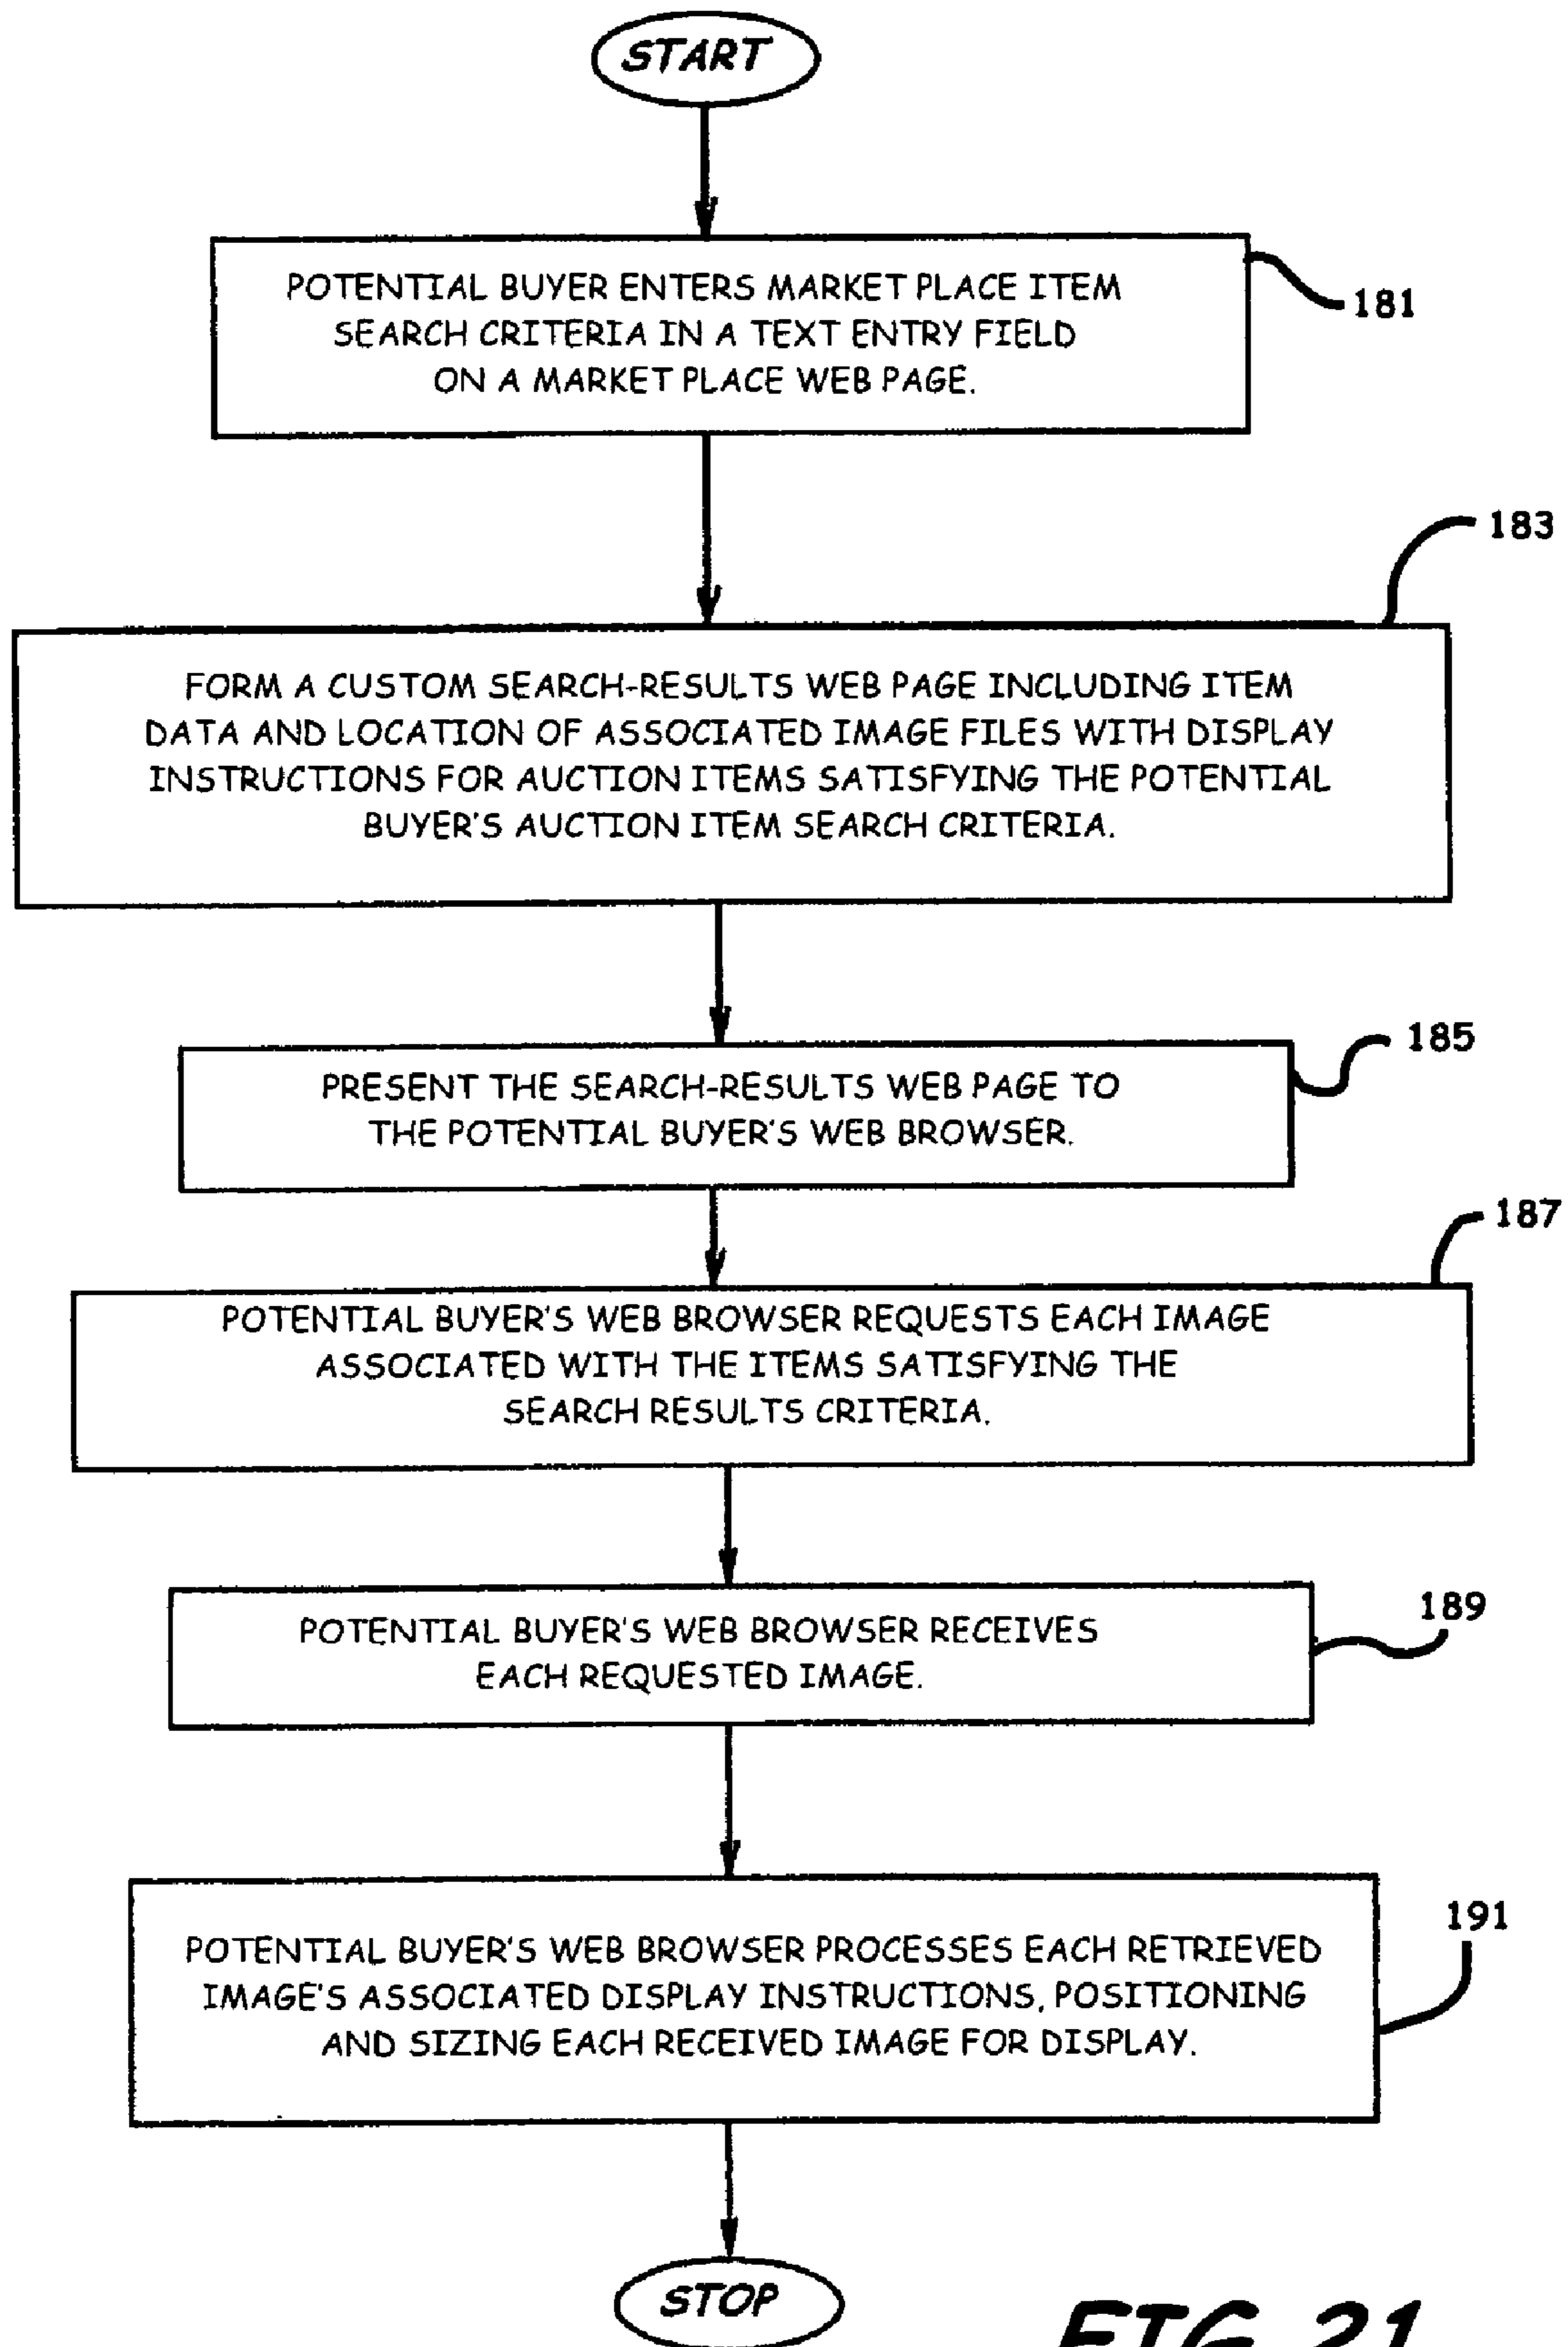 START
POTENTIAL BUYER ENTERS MARKET PLACE ITEM
SEARCH CRITERIA IN A TEXT ENTRY FIELD
ON A MARKET PLACE WEB PAGE.
181
183
FORM A CUSTOM SEARCH-RESULTS WEB PAGE INCLUDING ITEM
DATA AND LOCATION OF ASSOCIATED IMAGE FILES WITH DISPLAY
INSTRUCTIONS FOR AUCTION ITEMS SATISFYING THE POTENTIAL
BUYER'S AUCTION ITEM SEARCH CRITERIA.
185
PRESENT THE SEARCH-RESULTS WEB PAGE TO
THE POTENTIAL BUYER'S WEB BROWSER.
187
POTENTIAL BUYER'S WEB BROWSER REQUESTS EACH IMAGE
ASSOCIATED WITH THE ITEMS SATISFYING THE
SEARCH RESULTS CRITERIA.
189
POTENTIAL BUYER'S WEB BROWSER RECEIVES
EACH REQUESTED IMAGE.
191
POTENTIAL BUYER'S WEB BROWSER PROCESSES EACH RETRIEVED
IMAGE'S ASSOCIATED DISPLAY INSTRUCTIONS, POSITIONING
AND SIZING EACH RECEIVED IMAGE FOR DISPLAY.
STOP
FIG. 21